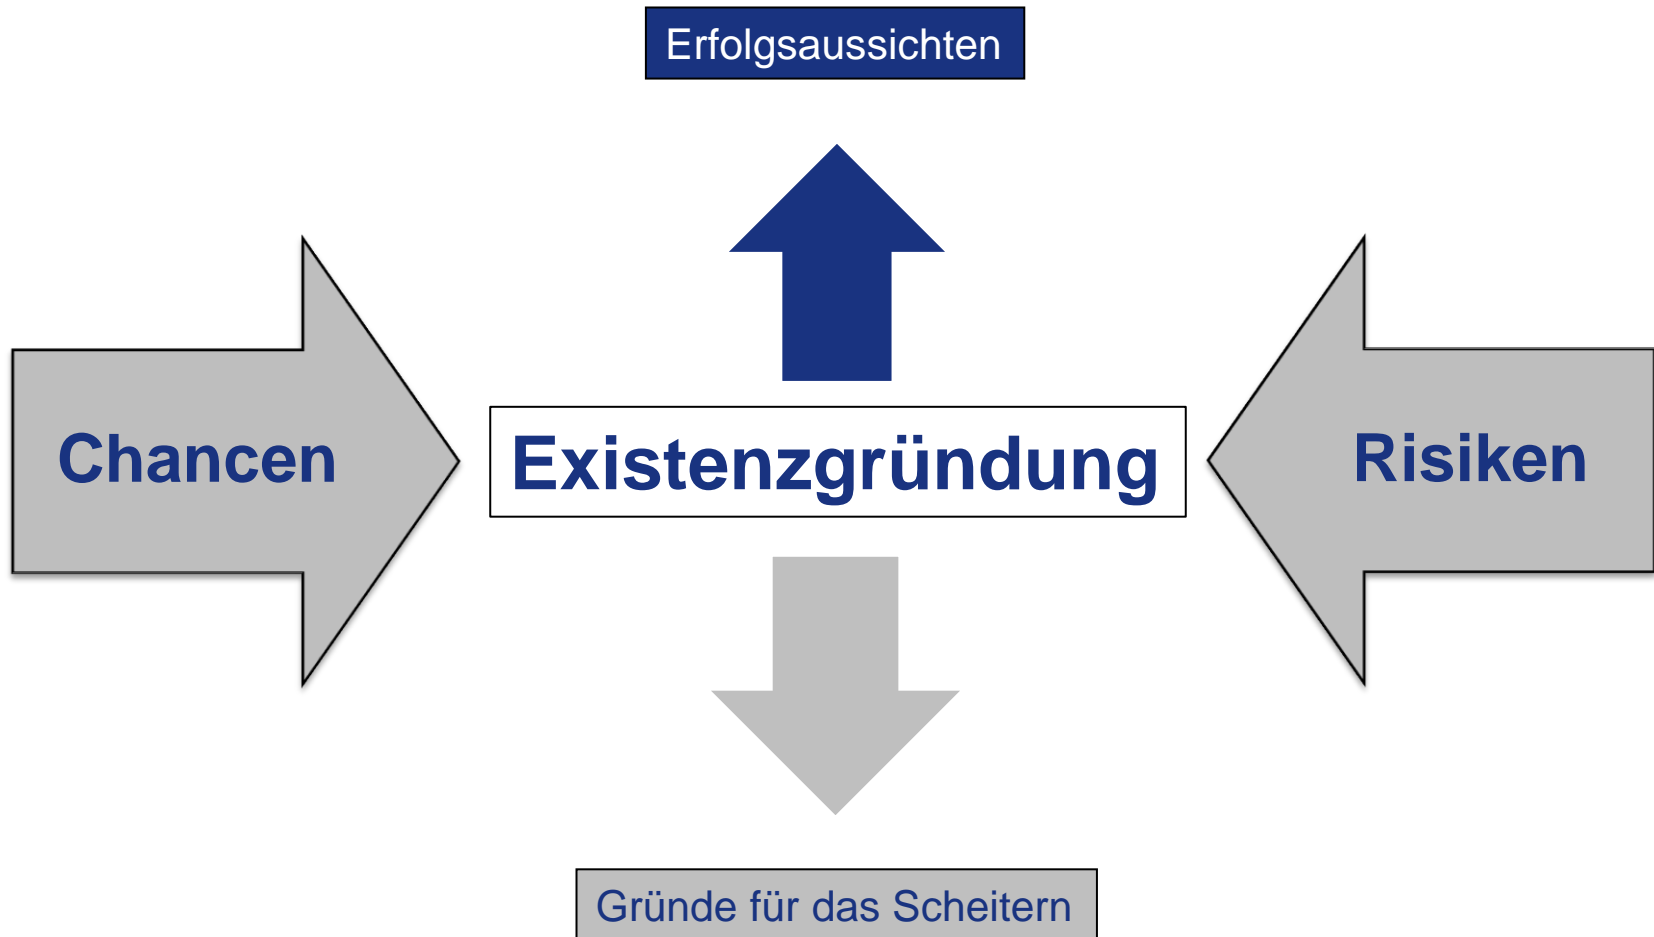 Erfolgsaussichten
Chancen
Existenzgründung
Risiken
Gründe für das Scheitern